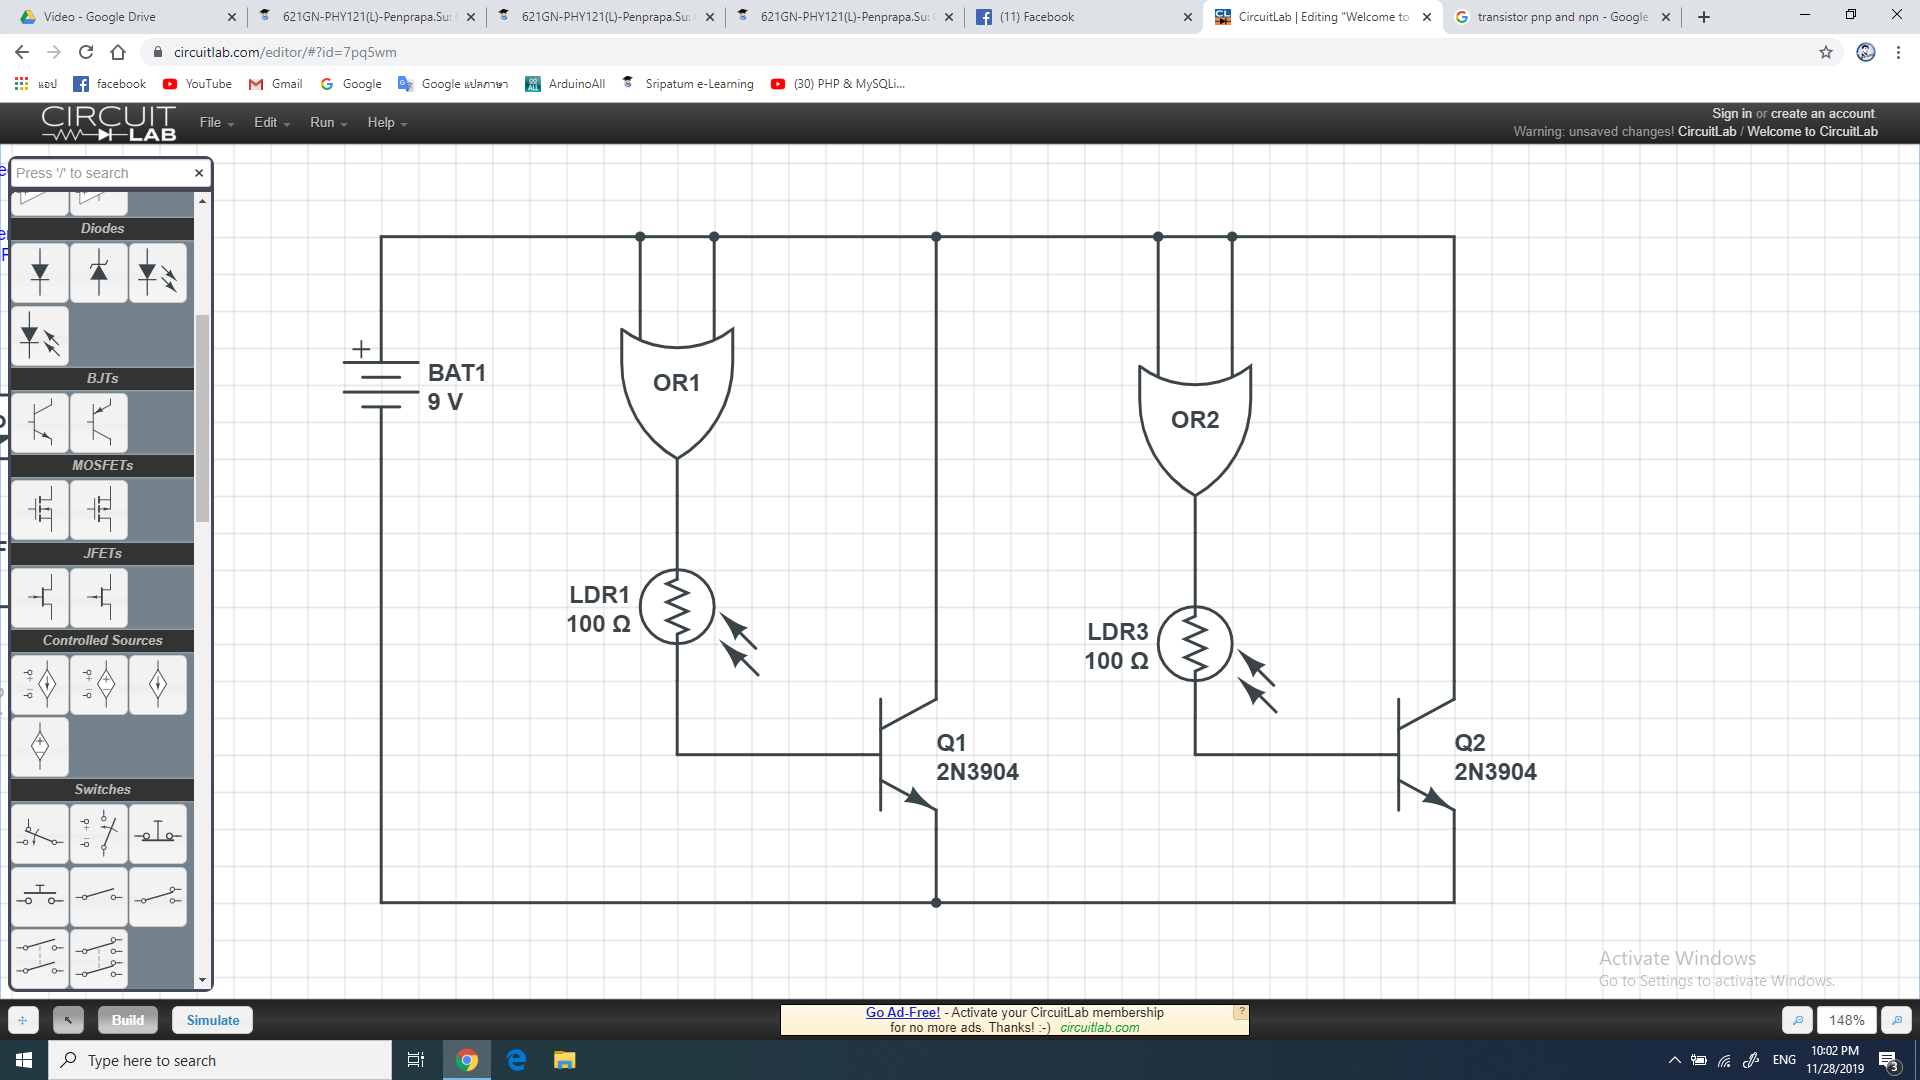 Video - Google Drive
621GN-PHY121(L)-Penprapa.Su:
621GN-PHY121(L)-Penprapa.Su:
621GN-PHY121(L)-Penprapa.Su:
(11) Facebook
CircuitLab | Editing "Welcome to
transistor pnp and npn - Google
circuitlab.com/editor/#?id=7pq5wm
แอป
facebook
YouTube
Gmail
Google
Google แปลภาษา
ArduinoAll
Sripatum e-Learning
(30) PHP & MySQLi...
CIRCUIT
LAB
File
Edit
Run
Help
Sign in or create an account.
Warning: unsaved changes! CircuitLab / Welcome to CircuitLab
Press '/' to search
Diodes
BJTs
MOSFETs
JFETs
Controlled Sources
Switches
BAT1
9 V
OR1
OR2
LDR1
100 Ω
LDR3
100 Ω
Q1
2N3904
Q2
2N3904
Activate Windows
Go to Settings to activate Windows.
Build
Simulate
Go Ad-Free! - Activate your CircuitLab membership
for no more ads. Thanks! :-) circuitlab.com
?
148%
Type here to search
ENG
10:02 PM
11/28/2019
3